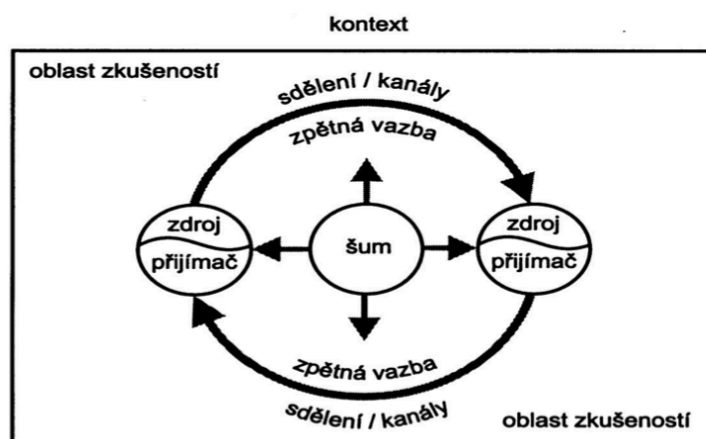 kontext
oblast zkušeností
sdělení / kanály
zpětná vazba
zdroj
přijímač
šum
zdroj
přijímač
zpětná vazba
sdělení / kanály
oblast zkušeností